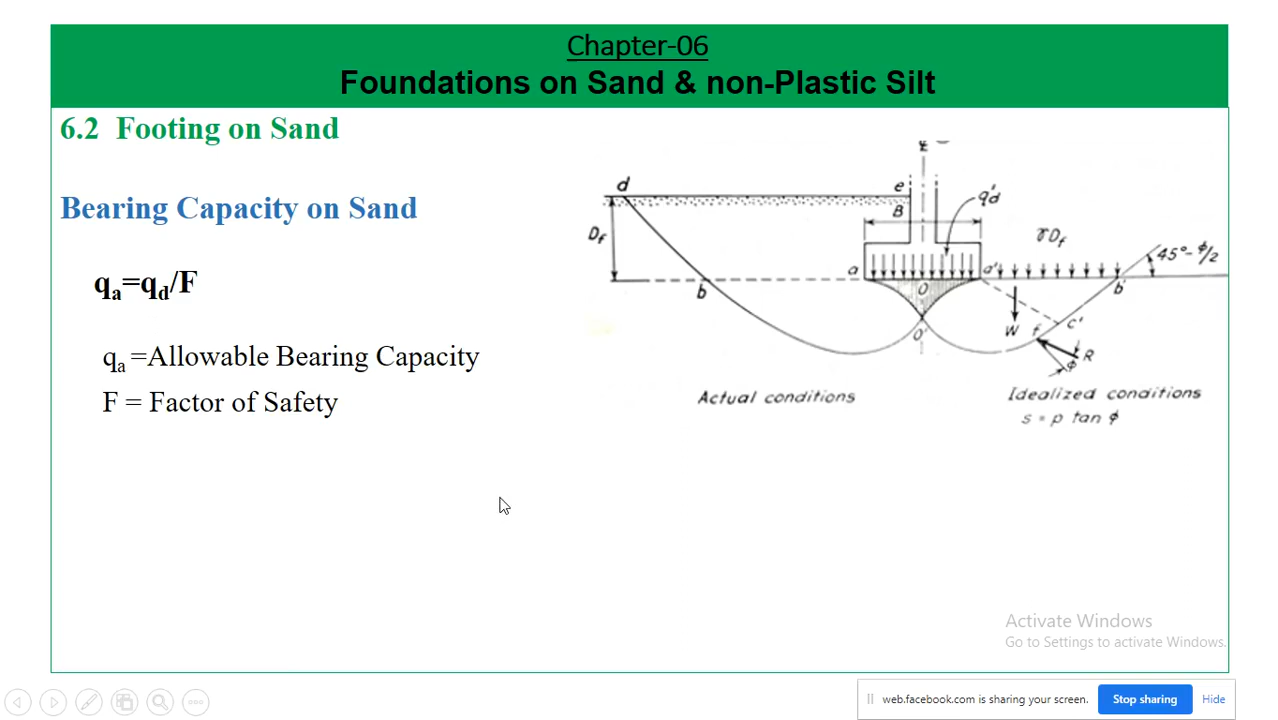 Chapter-06
Foundations on Sand & non-Plastic Silt
6.2 Footing on Sand
Bearing Capacity on Sand
qa=qd/F
qa =Allowable Bearing Capacity
F = Factor of Safety
d
e
B
q'd
Df
γDf
45°- ϕ/2
a
a'
b
O
b'
W
f
c'
O'
R
ϕ
Actual conditions
Idealized conditions
s = p tan ϕ
Activate Windows
Go to Settings to activate Windows.
web.facebook.com is sharing your screen.
Stop sharing
Hide